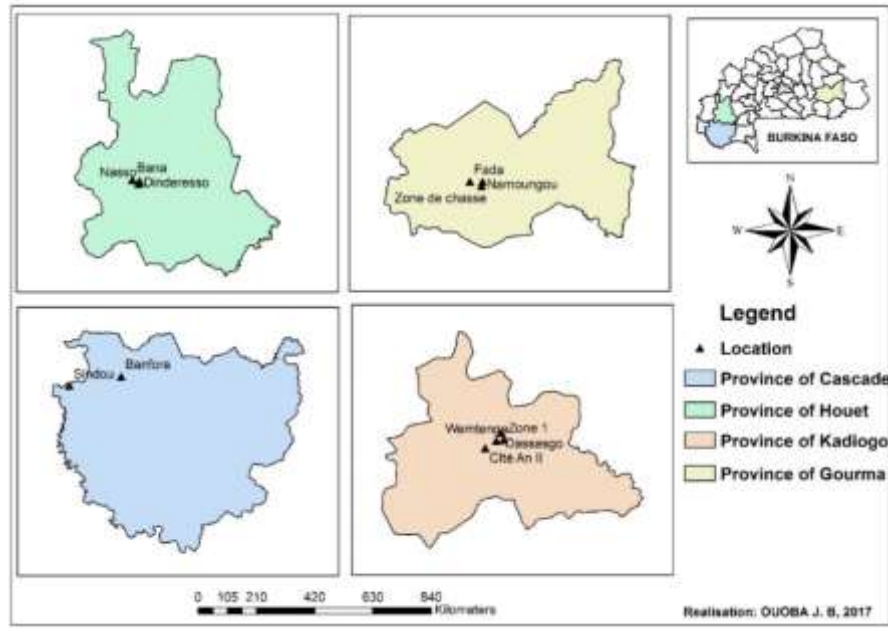 Nasso
Bana
Dinderesso
Fada
Namoungou
Zone de chasse
BURKINA FASO
N
W
E
S
Sindou
Banfora
Wemtenga
Zone 1
Dassasgo
Cité An II
Legend
Location
Province of Cascade
Province of Houet
Province of Kadiogo
Province of Gourma
0 105 210 420 630 840
Kilometers
Realisation: OUOBA J. B, 2017